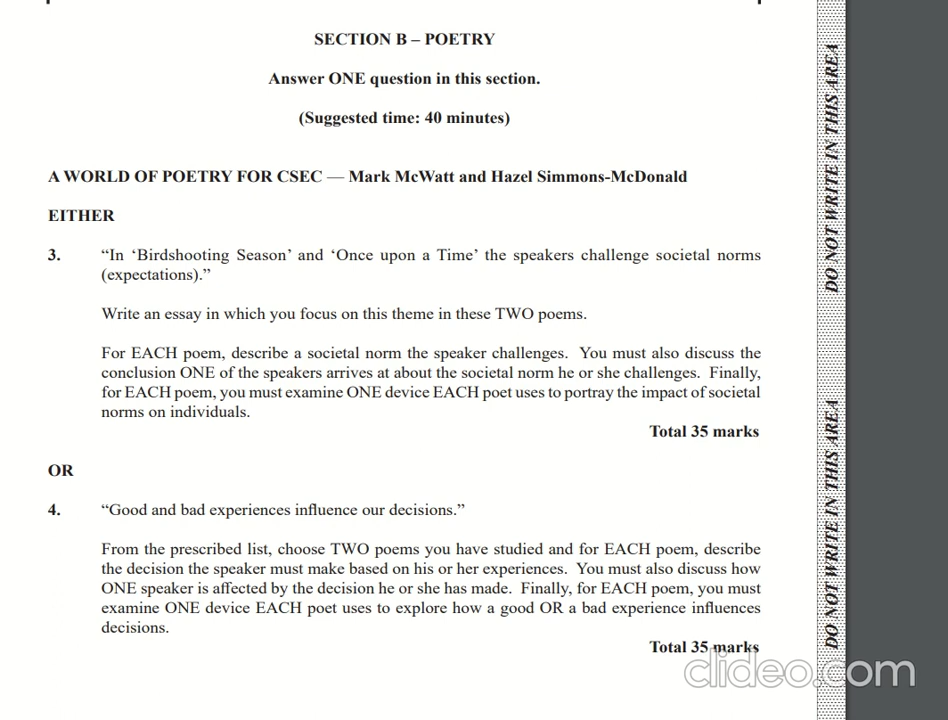 SECTION B – POETRY
Answer ONE question in this section.
(Suggested time: 40 minutes)
A WORLD OF POETRY FOR CSEC — Mark McWatt and Hazel Simmons-McDonald
EITHER
3. “In ‘Birdshooting Season’ and ‘Once upon a Time’ the speakers challenge societal norms
(expectations).”
Write an essay in which you focus on this theme in these TWO poems.
For EACH poem, describe a societal norm the speaker challenges. You must also discuss the
conclusion ONE of the speakers arrives at about the societal norm he or she challenges. Finally,
for EACH poem, you must examine ONE device EACH poet uses to portray the impact of societal
norms on individuals.
Total 35 marks
OR
4. “Good and bad experiences influence our decisions.”
From the prescribed list, choose TWO poems you have studied and for EACH poem, describe
the decision the speaker must make based on his or her experiences. You must also discuss how
ONE speaker is affected by the decision he or she has made. Finally, for EACH poem, you must
examine ONE device EACH poet uses to explore how a good OR a bad experience influences
decisions.
Total 35 marks
DO NOT WRITE IN THIS AREA
DO NOT WRITE IN THIS AREA
clideo.com